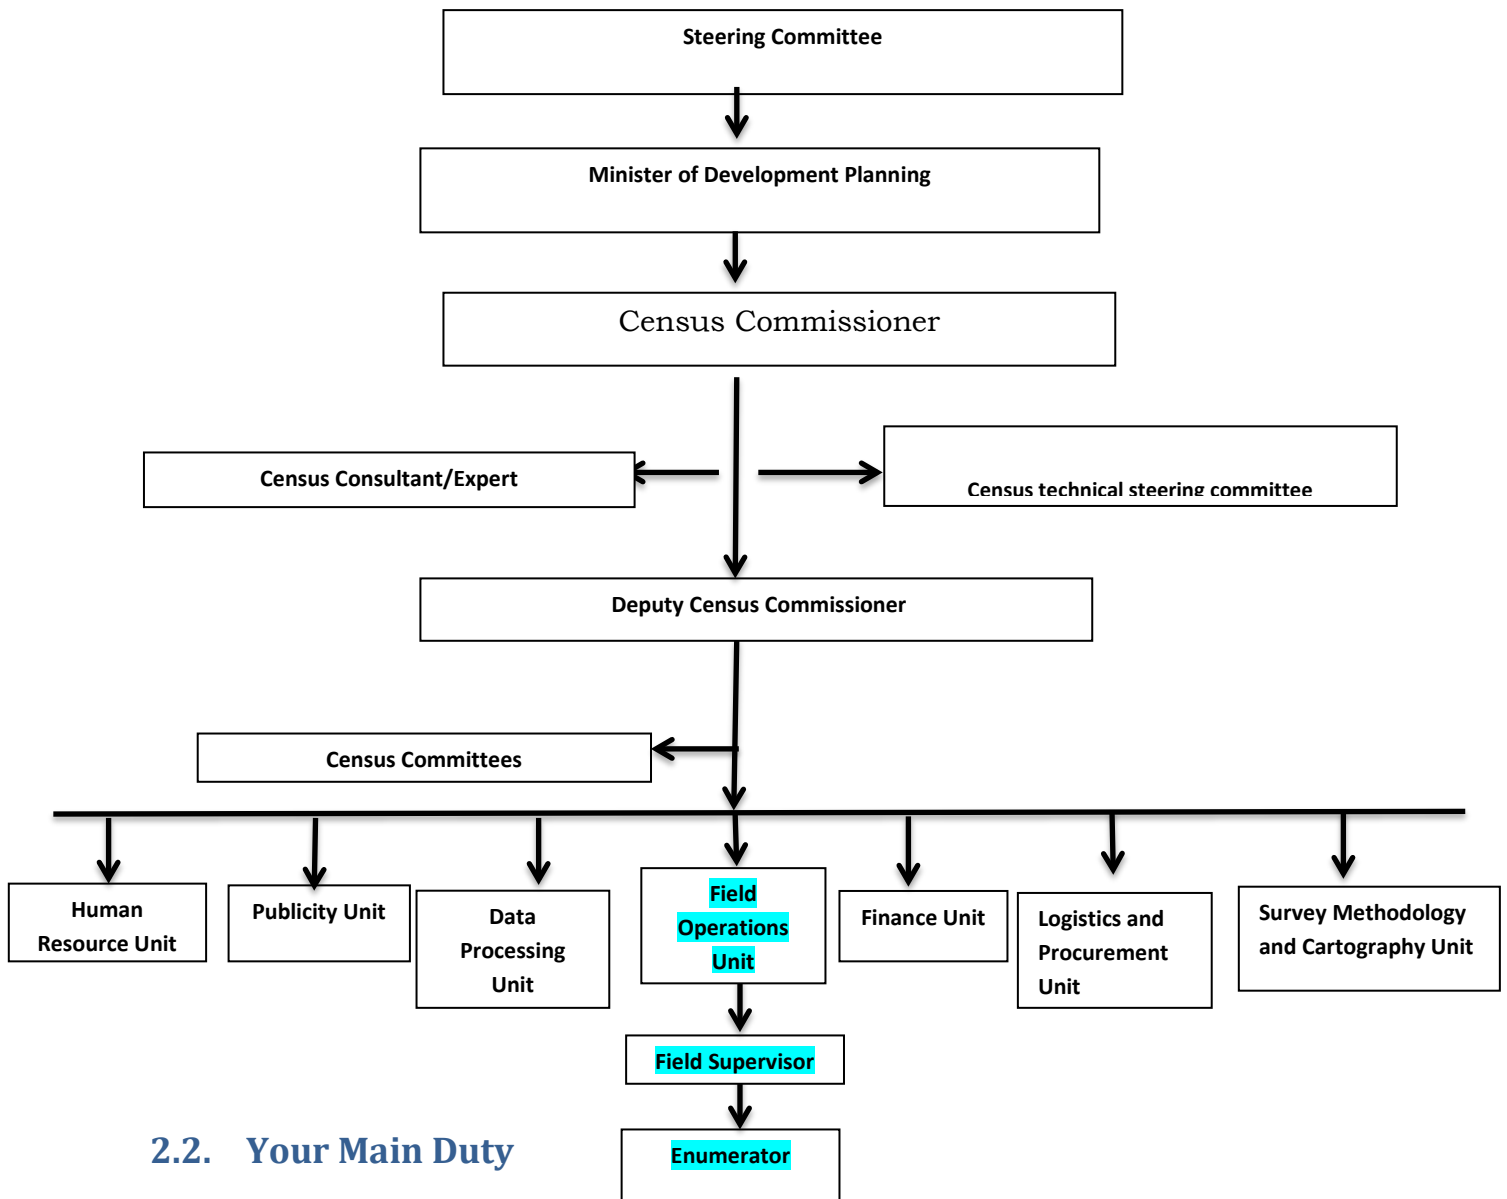 Steering Committee
Minister of Development Planning
Census Commissioner
Census Consultant/Expert
Census technical steering committee
Deputy Census Commissioner
Census Committees
Human
Resource Unit
Publicity Unit
Data
Processing
Unit
Field
Operations
Unit
Finance Unit
Logistics and
Procurement
Unit
Survey Methodology
and Cartography Unit
Field Supervisor
Enumerator
2.2. Your Main Duty